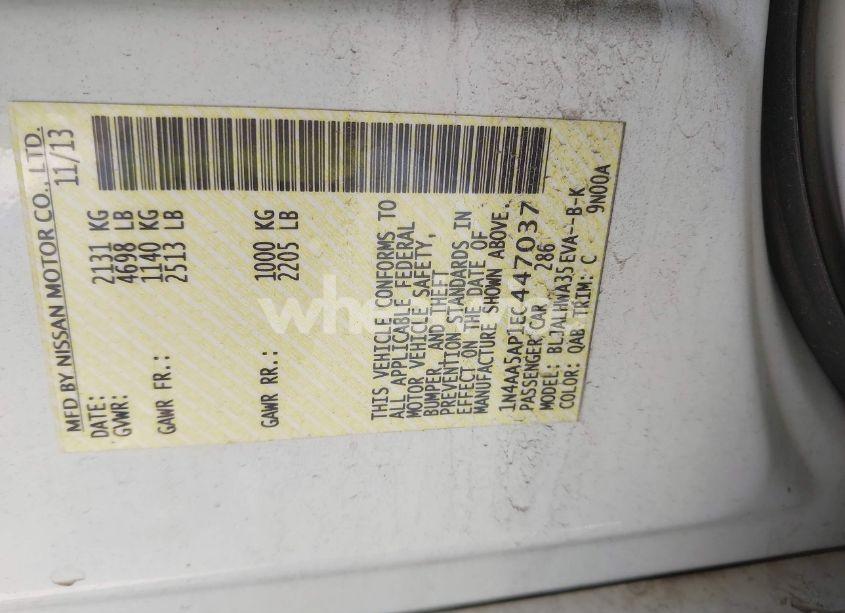 MFD BY NISSAN MOTOR CO., LTD.
DATE: 11/13
GVWR: 2131 KG
4698 LB
GAWR FR.: 1140 KG
2513 LB
GAWR RR.: 1000 KG
2205 LB
THIS VEHICLE CONFORMS TO
ALL APPLICABLE FEDERAL
MOTOR VEHICLE SAFETY,
BUMPER, AND THEFT
PREVENTION STANDARDS IN
EFFECT ON THE DATE OF
MANUFACTURE SHOWN ABOVE.
1N4AA5AP1EC447037
PASSENGER CAR 286
MODEL: BLJALHWA35EVA--B-K
COLOR: QAB TRIM: C 9N00A